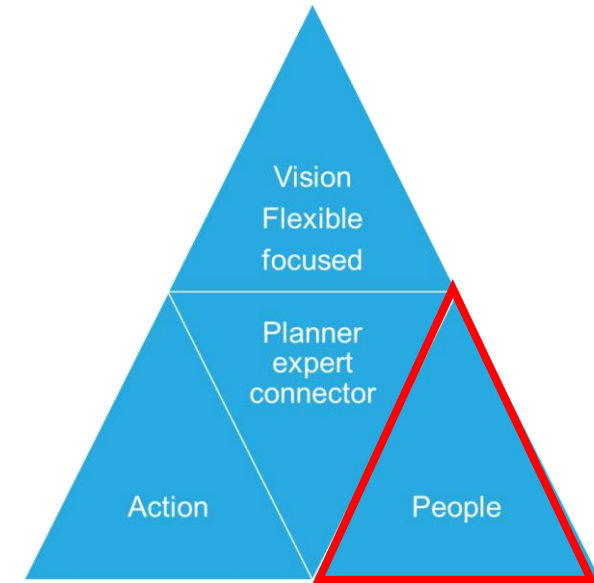 Vision
Flexible
focused
Planner
expert
connector
Action
People